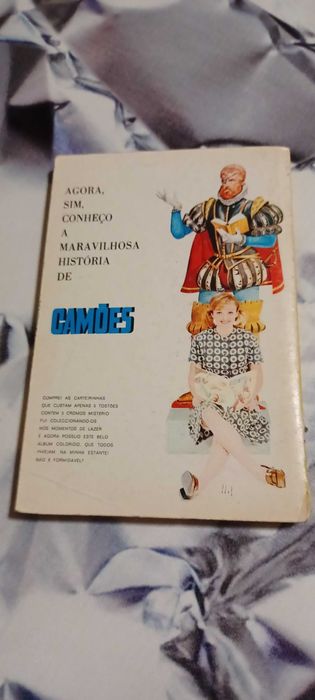 AGORA,
SIM,
CONHEÇO
A
MARAVILHOSA
HISTÓRIA
DE
CAMÕES
COMPREI AS CARTEIRINHAS
QUE CUSTAM APENAS 5 TOSTÕES
CONTÉM 5 CROMOS MISTÉRIO
FUI COLECCIONANDO-OS
NOS MOMENTOS DE LAZER
E AGORA POSSUO ESTE BELO
ÁLBUM COLORIDO, QUE TODOS
INVEJAM, NA MINHA ESTANTE!
NÃO É FORMIDÁVEL?